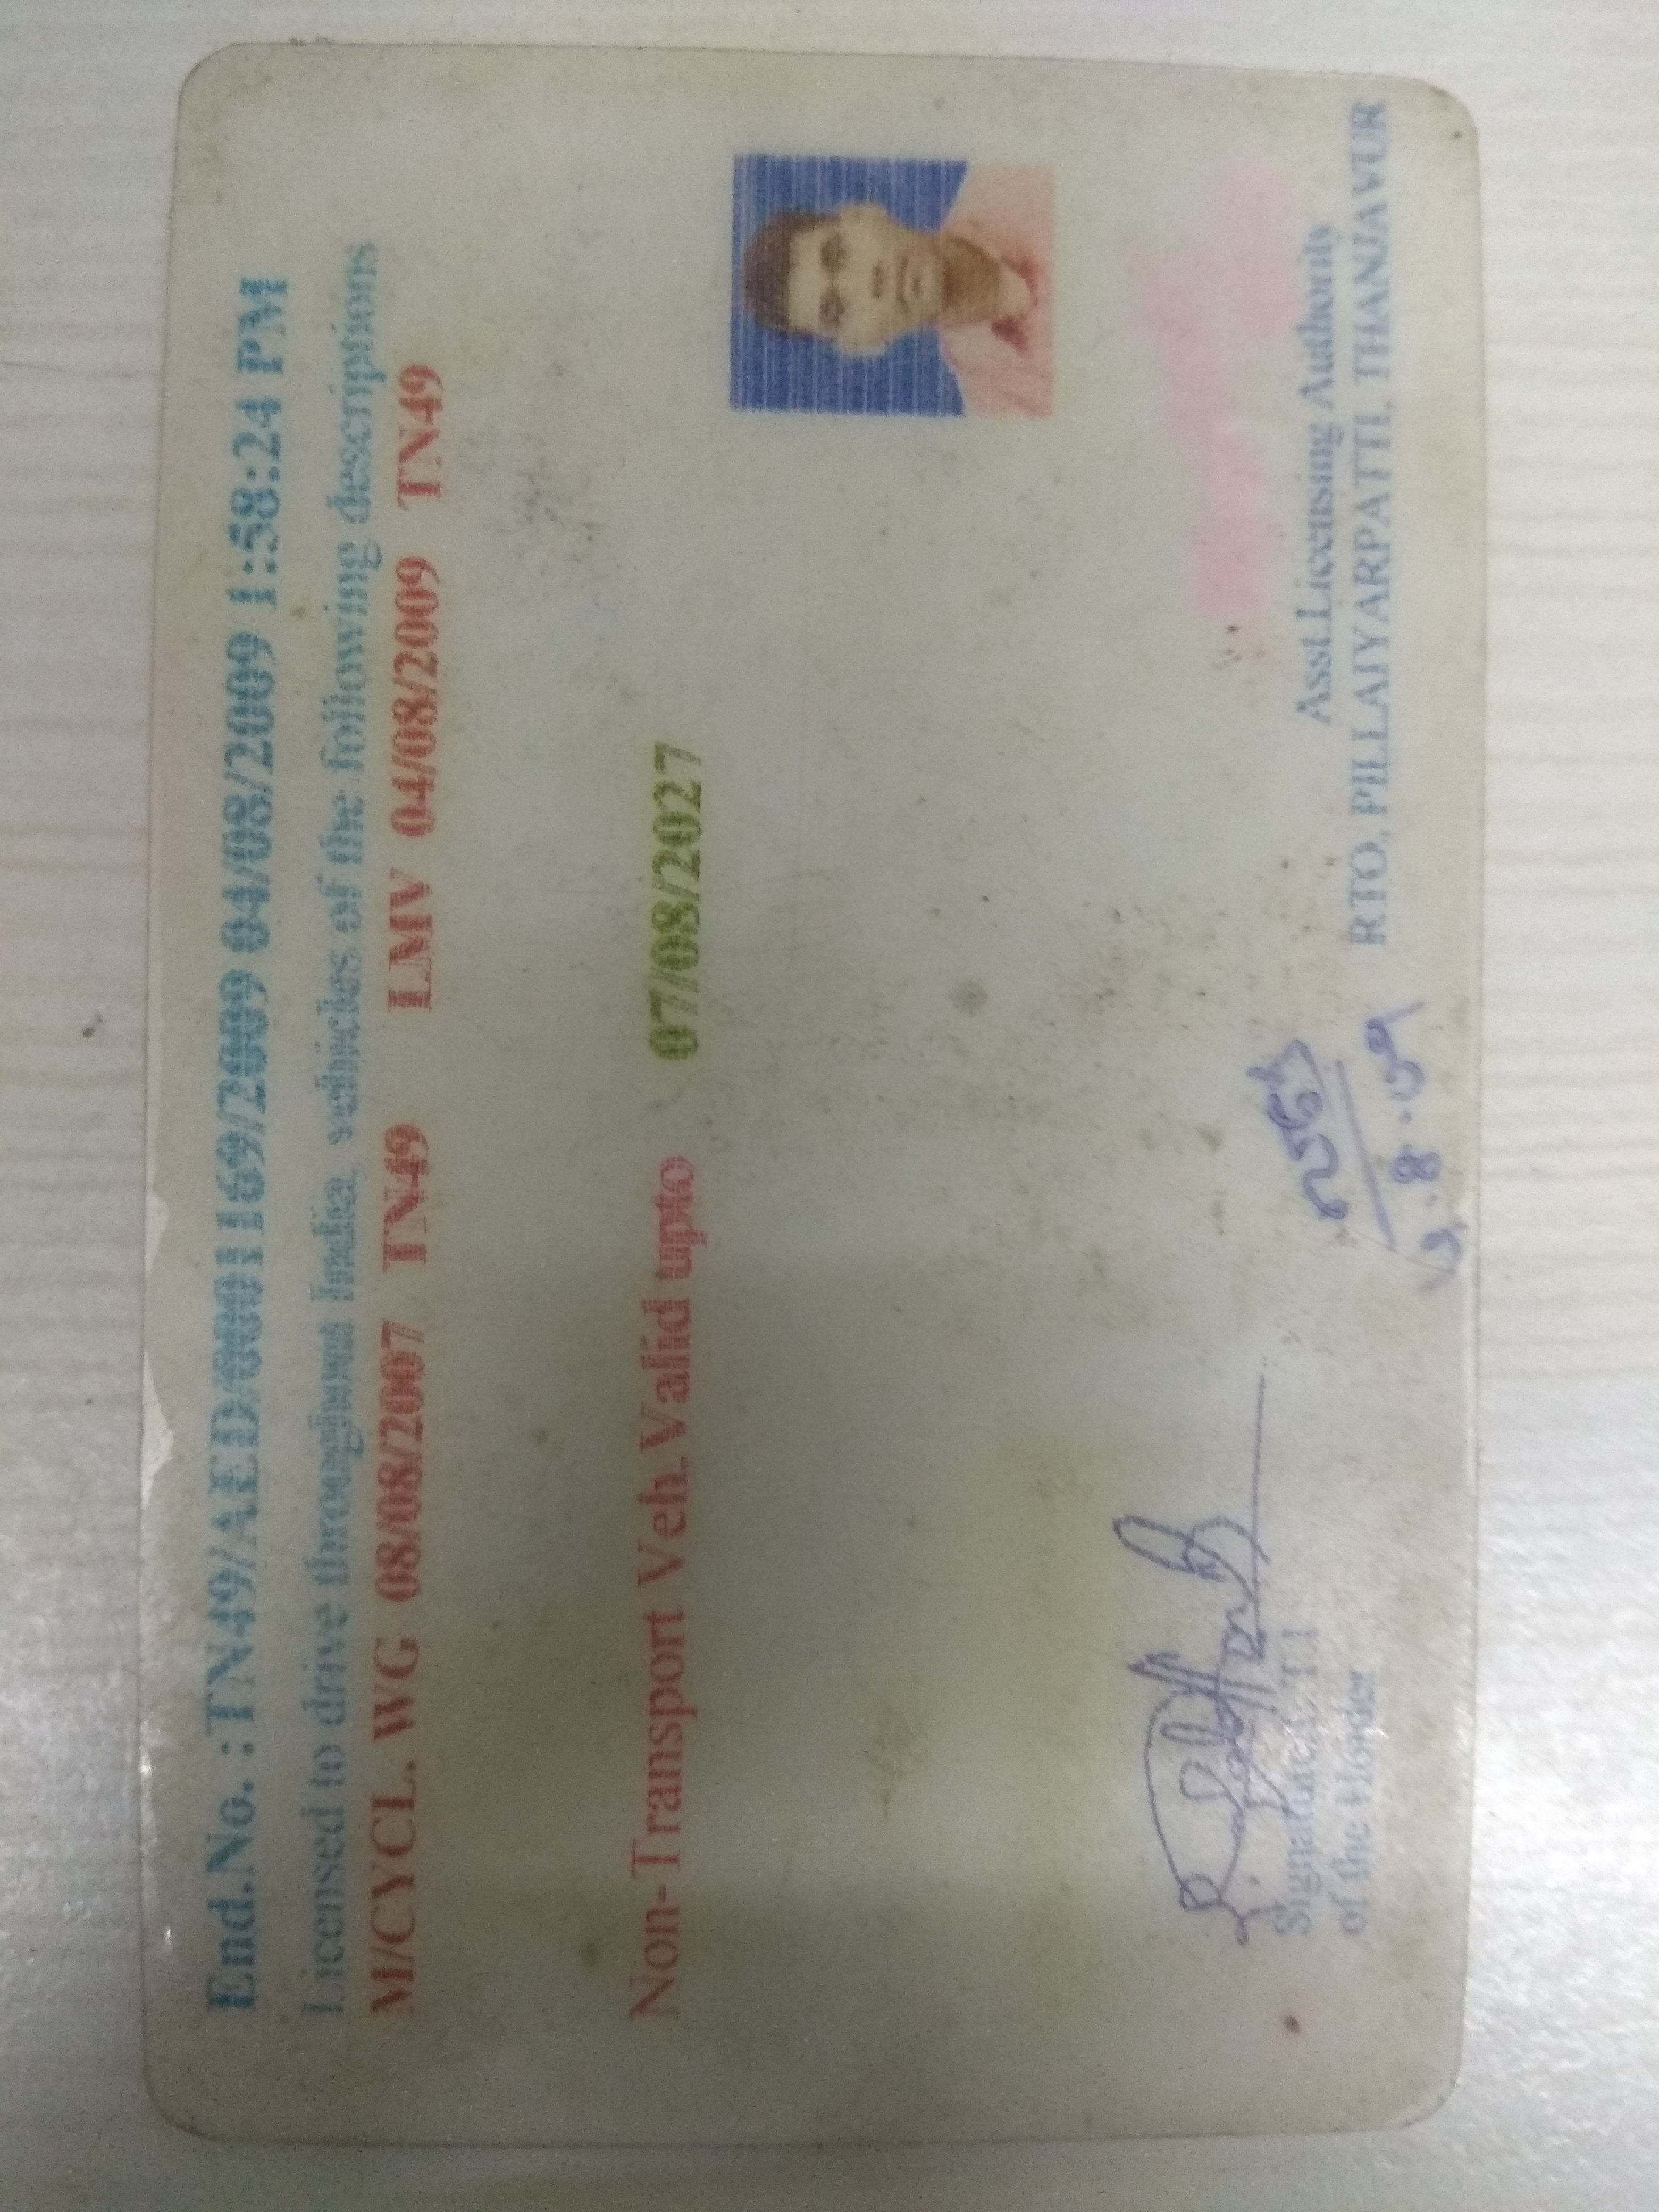 End.No. : TN49/AED/0001169/2009 04/08/2009 1:58:24 PM
Licensed to drive throughout India, vehicles of the following descriptions
M/CYCL. WG 08/08/2007 TN49 LMV 04/08/2009 TN49
Non-Transport Veh.Valid upto 07/08/2027
Signature/LTI
of the Holder
Asst.Licensing Authority
RTO, PILLAIYARPATTI, THANJAVUR